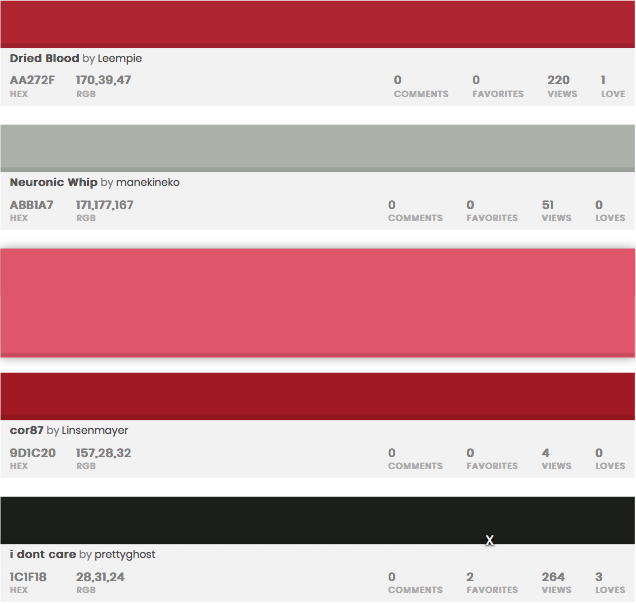 Dried Blood by Leempie
AA272F 170,39,47 0 0 220 1
HEX RGB COMMENTS FAVORITES VIEWS LOVE
Neuronic Whip by manekineko
ABB1A7 171,177,167 0 0 51 0
HEX RGB COMMENTS FAVORITES VIEWS LOVES
cor87 by Linsenmayer
9D1C20 157,28,32 0 0 4 0
HEX RGB COMMENTS FAVORITES VIEWS LOVES
X
i dont care by prettyghost
1C1F18 28,31,24 0 2 264 3
HEX RGB COMMENTS FAVORITES VIEWS LOVES